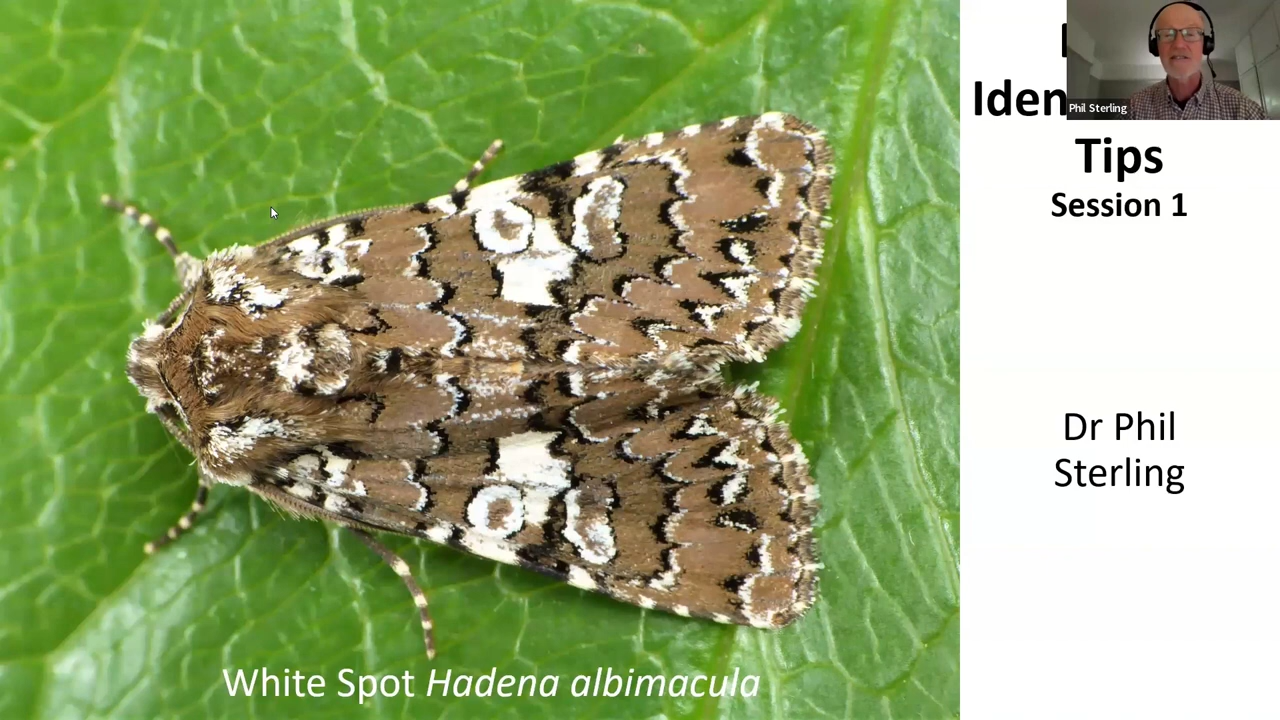 Iden
Phil Sterling
Tips
Session 1
Dr Phil
Sterling
White Spot Hadena albimacula